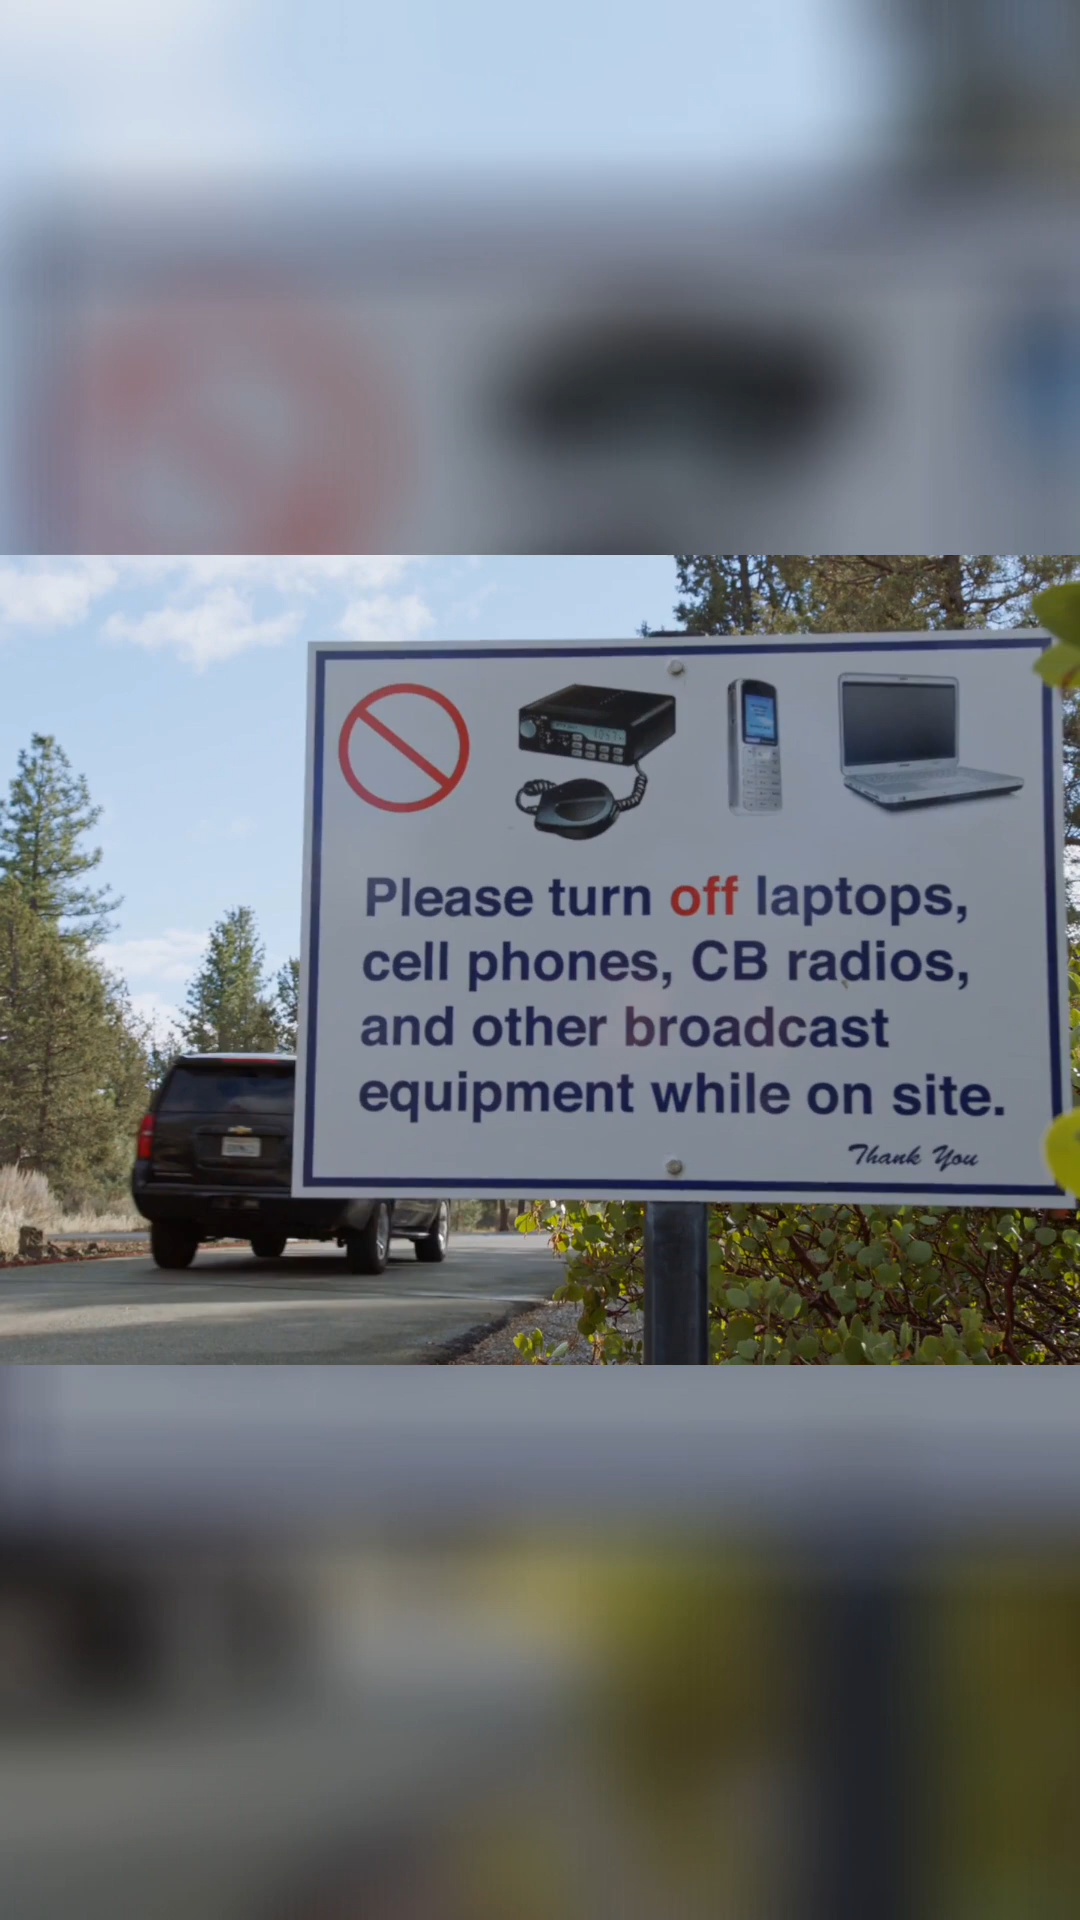 Please turn off laptops,
cell phones, CB radios,
and other broadcast
equipment while on site.
Thank You